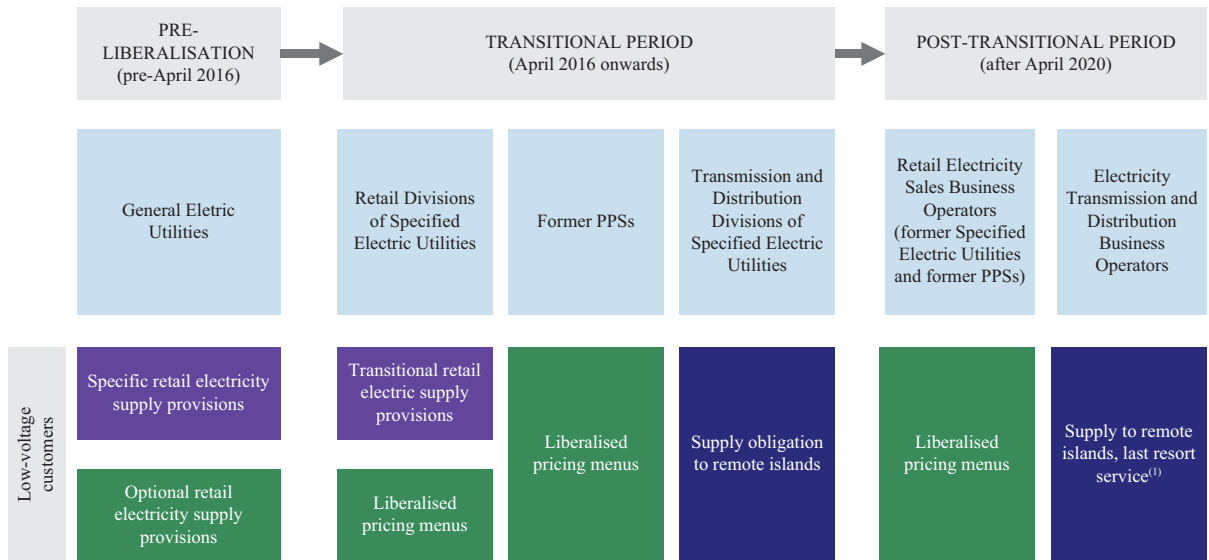 PRE-
LIBERALISATION
(pre-April 2016)
TRANSITIONAL PERIOD
(April 2016 onwards)
POST-TRANSITIONAL PERIOD
(after April 2020)
General Eletric
Utilities
Retail Divisions
of Specified
Electric Utilities
Former PPSs
Transmission and
Distribution
Divisions of
Specified Electric
Utilities
Retail Electricity
Sales Business
Operators
(former Specified
Electric Utilities
and former PPSs)
Electricity
Transmission and
Distribution
Business
Operators
Low-voltage
customers
Specific retail electricity
supply provisions
Optional retail
electricity supply
provisions
Transitional retail
electric supply
provisions
Liberalised
pricing menus
Liberalised
pricing menus
Supply obligation
to remote islands
Liberalised
pricing menus
Supply to remote
islands, last resort
service(1)